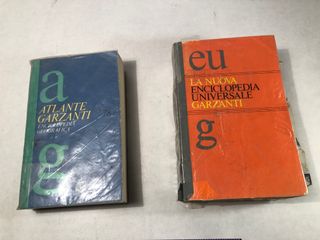 a
ATLANTE
GARZANTI
ENCICLOPEDIA
GEOGRAFICA
g
eu
LA NUOVA
ENCICLOPEDIA
UNIVERSALE
GARZANTI
g